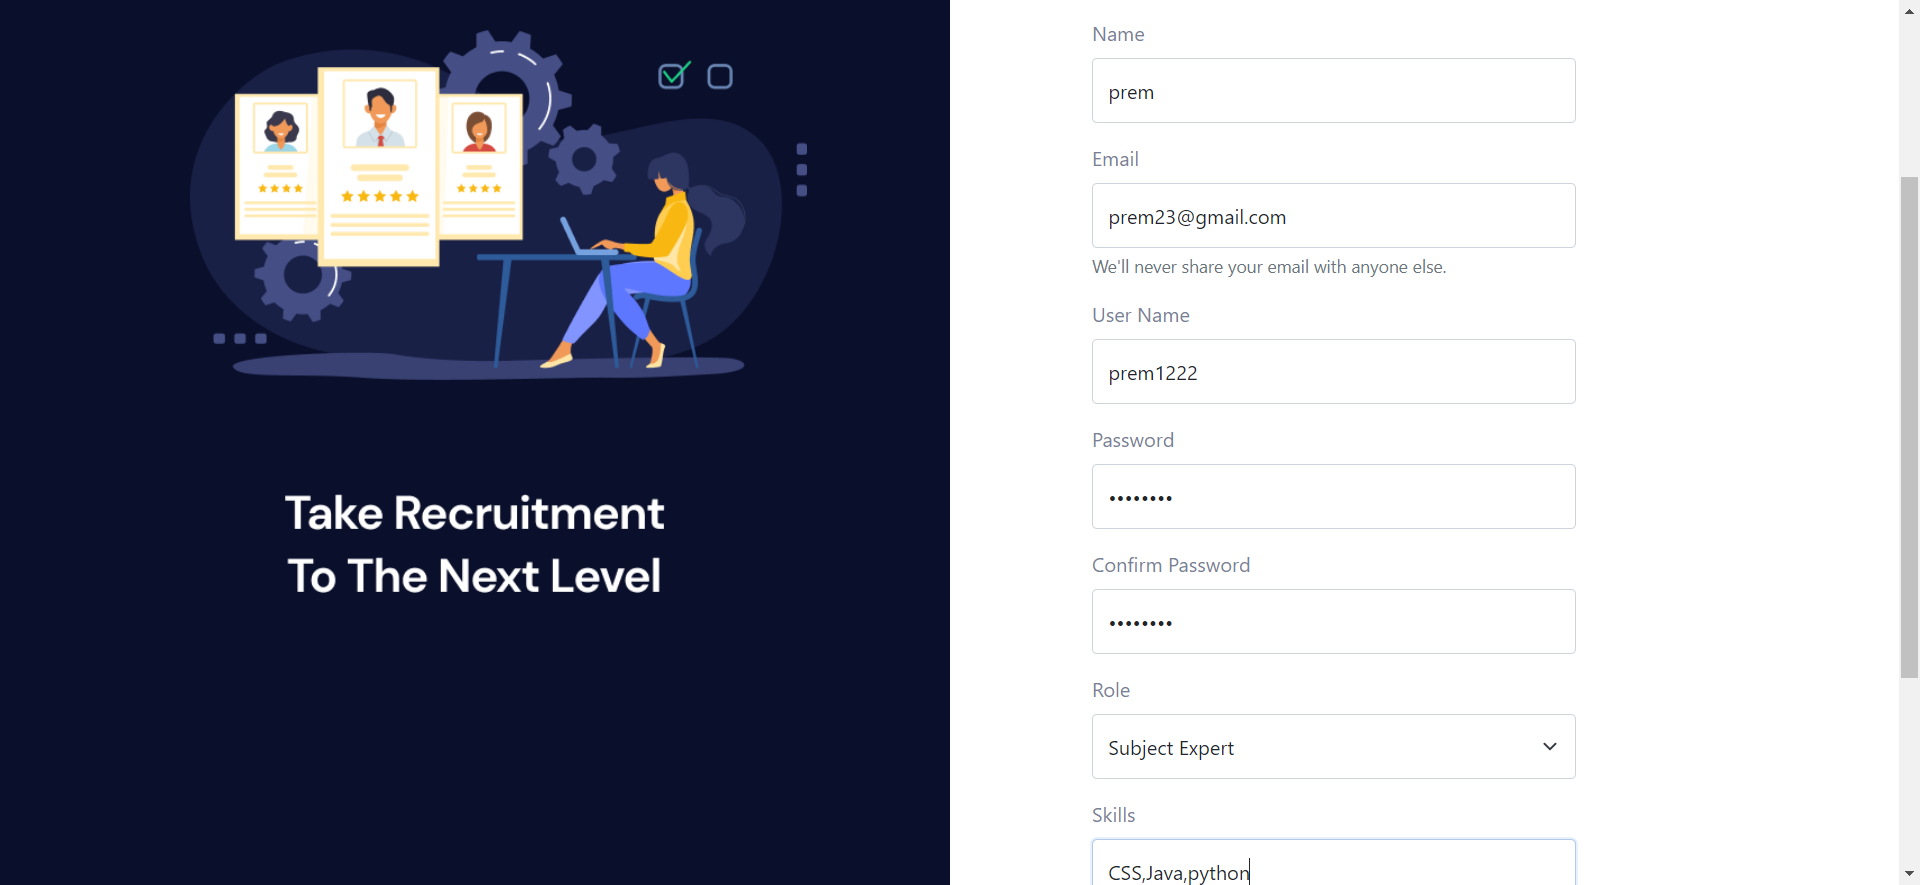 Take Recruitment
To The Next Level
Name
prem
Email
prem23@gmail.com
We'll never share your email with anyone else.
User Name
prem1222
Password
••••••••
Confirm Password
••••••••
Role
Subject Expert
Skills
CSS,Java,python